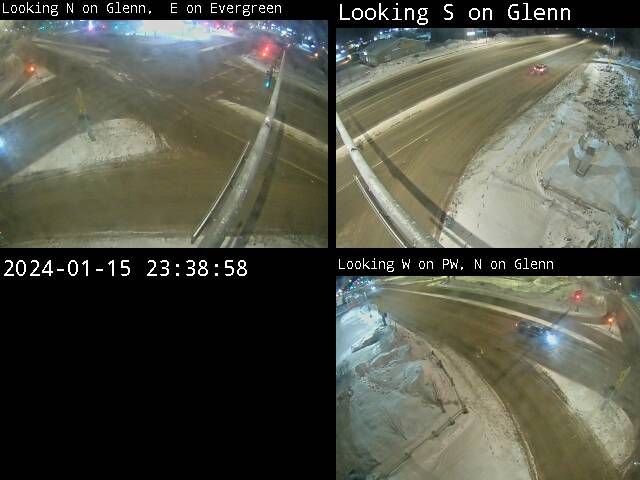 Looking N on Glenn,  E on Evergreen
Looking S on Glenn
2024-01-15 23:38:58
Looking W on PW, N on Glenn